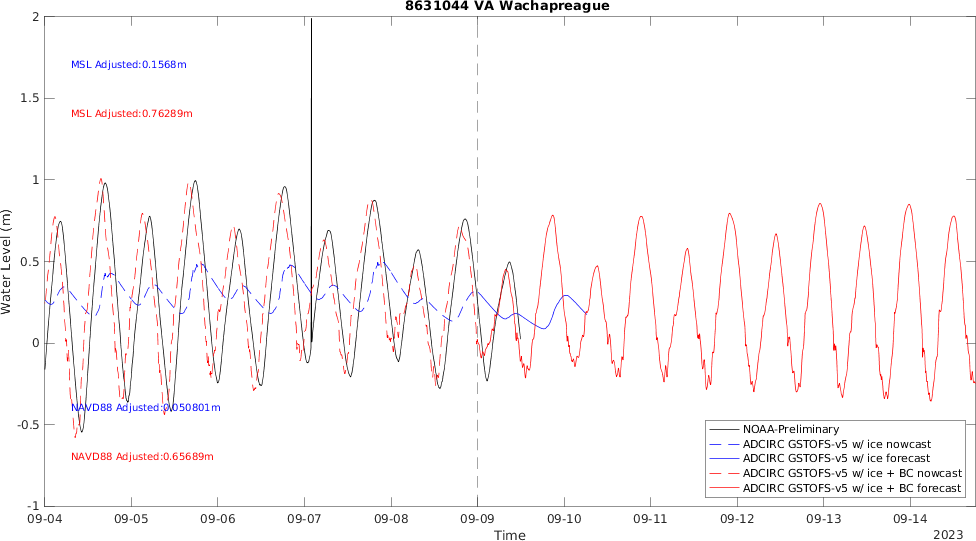 8631044 VA Wachapreague
2
1.5
1
0.5
0
-0.5
-1
Water Level (m)
MSL Adjusted:0.1568m
MSL Adjusted:0.76289m
NAVD88 Adjusted:0.050801m
NAVD88 Adjusted:0.65689m
NOAA-Preliminary
ADCIRC GSTOFS-v5 w/ ice nowcast
ADCIRC GSTOFS-v5 w/ ice forecast
ADCIRC GSTOFS-v5 w/ ice + BC nowcast
ADCIRC GSTOFS-v5 w/ ice + BC forecast
09-04 09-05 09-06 09-07 09-08 09-09 09-10 09-11 09-12 09-13 09-14
Time
2023